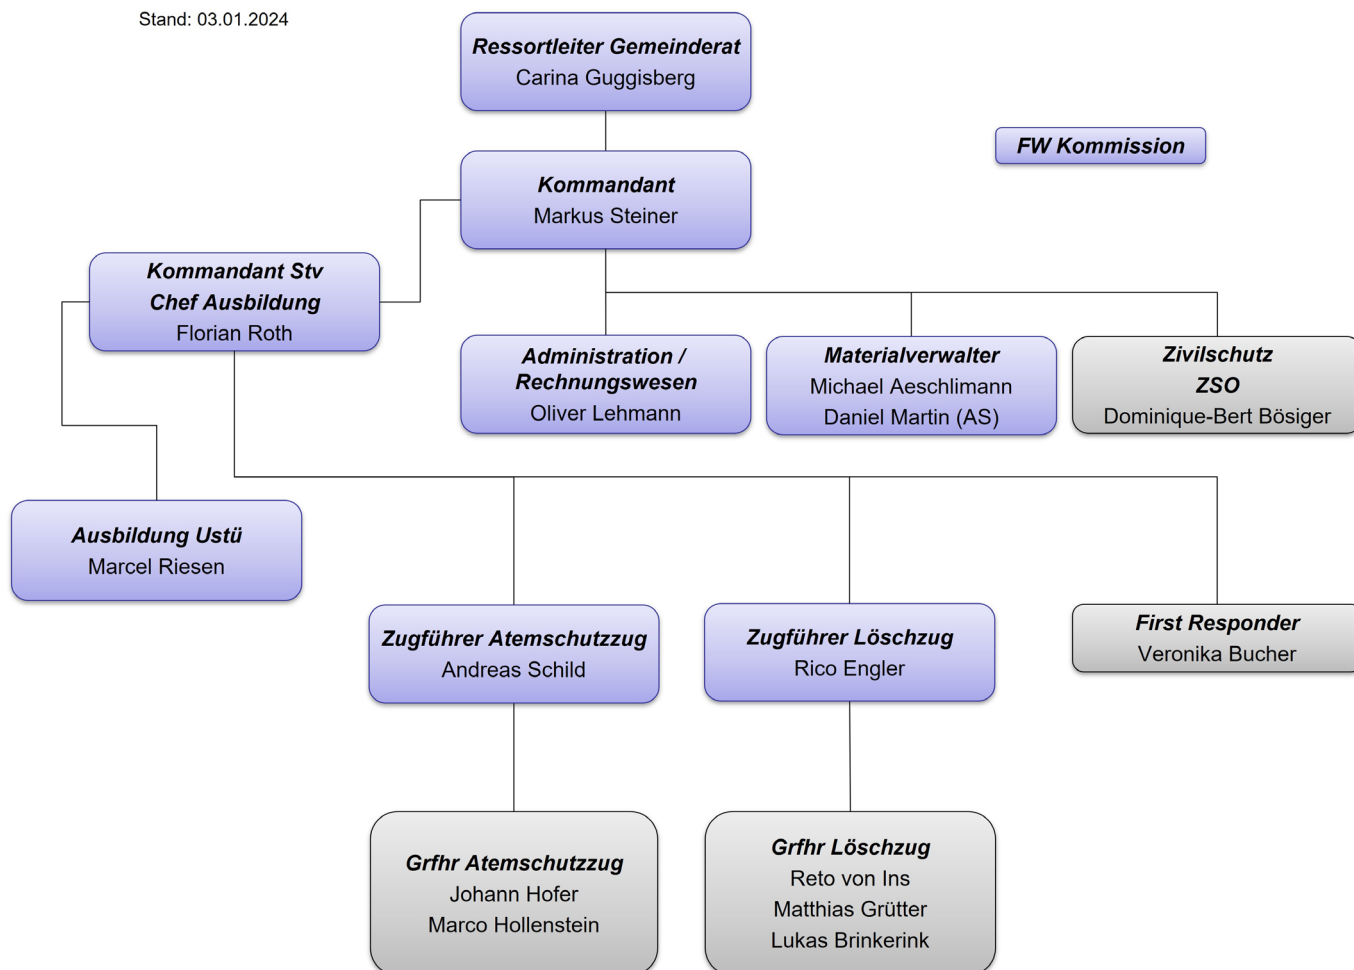 Stand: 03.01.2024
Ressortleiter Gemeinderat
Carina Guggisberg
FW Kommission
Kommandant
Markus Steiner
Kommandant Stv
Chef Ausbildung
Florian Roth
Administration /
Rechnungswesen
Oliver Lehmann
Materialverwalter
Michael Aeschlimann
Daniel Martin (AS)
Zivilschutz
ZSO
Dominique-Bert Bösiger
Ausbildung Ustü
Marcel Riesen
Zugführer Atemschutzzug
Andreas Schild
Zugführer Löschzug
Rico Engler
First Responder
Veronika Bucher
Grfhr Atemschutzzug
Johann Hofer
Marco Hollenstein
Grfhr Löschzug
Reto von Ins
Matthias Grütter
Lukas Brinkerink